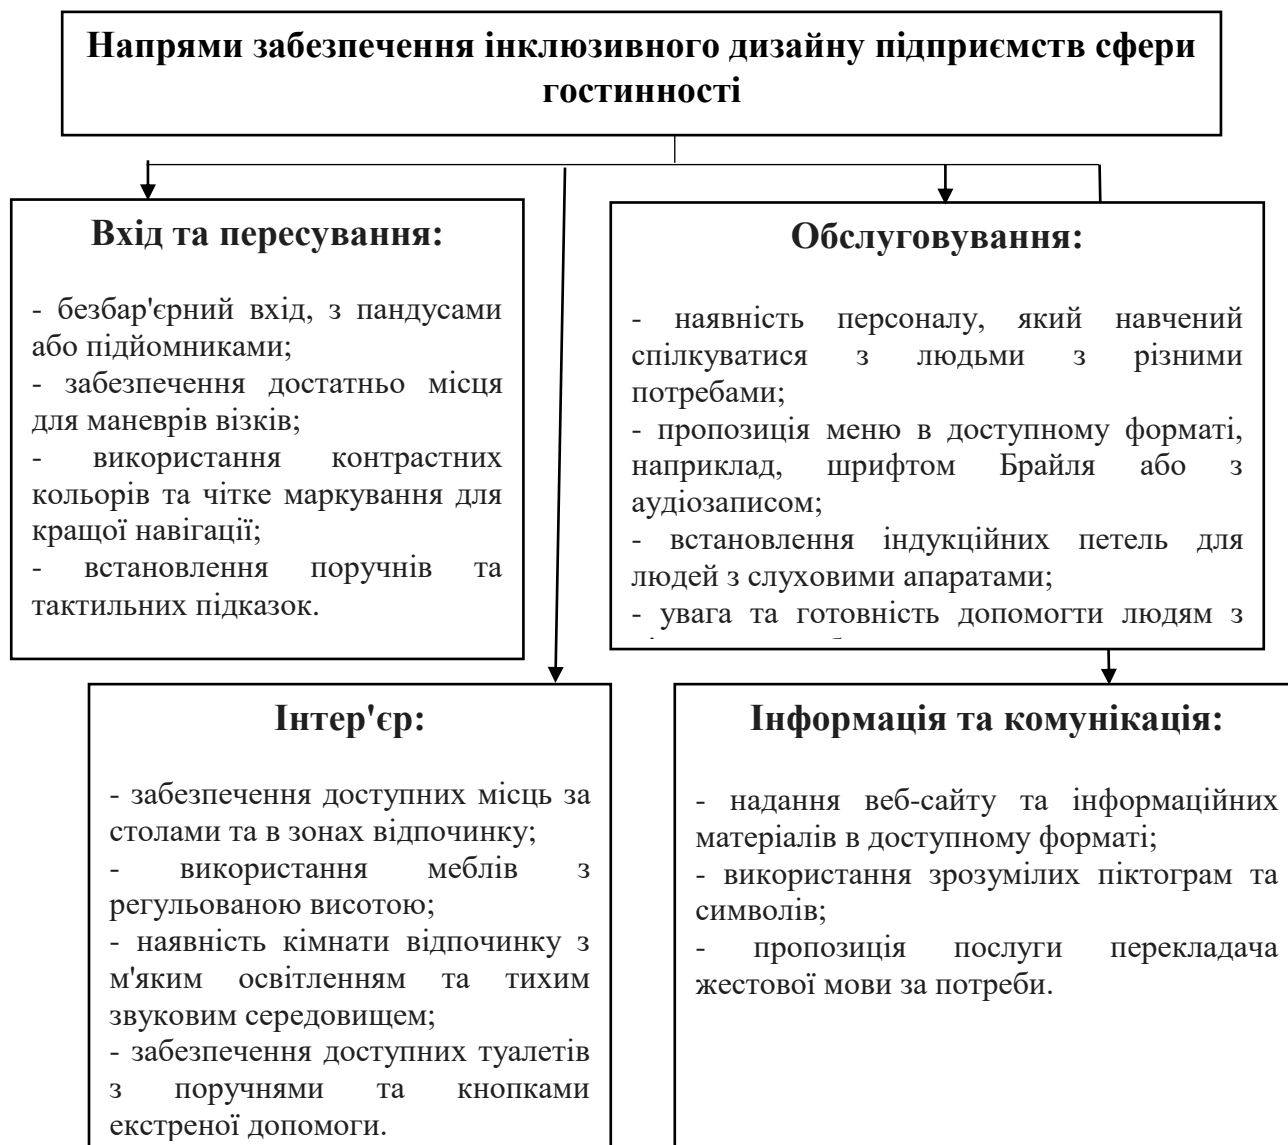 Напрями забезпечення інклюзивного дизайну підприємств сфери
гостинності
Вхід та пересування:
- безбар'єрний вхід, з пандусами
або підйомниками;
- забезпечення достатньо місця
для маневрів візків;
- використання контрастних
кольорів та чітке маркування для
кращої навігації;
- встановлення поручнів та
тактильних підказок.
Обслуговування:
- наявність персоналу, який навчений
спілкуватися з людьми з різними
потребами;
- пропозиція меню в доступному форматі,
наприклад, шрифтом Брайля або з
аудіозаписом;
- встановлення індукційних петель для
людей з слуховими апаратами;
- увага та готовність допомогти людям з
Інтер'єр:
- забезпечення доступних місць за
столами та в зонах відпочинку;
- використання меблів з
регульованою висотою;
- наявність кімнати відпочинку з
м'яким освітленням та тихим
звуковим середовищем;
- забезпечення доступних туалетів
з поручнями та кнопками
екстреної допомоги.
Інформація та комунікація:
- надання веб-сайту та інформаційних
матеріалів в доступному форматі;
- використання зрозумілих піктограм та
символів;
- пропозиція послуги перекладача
жестової мови за потреби.